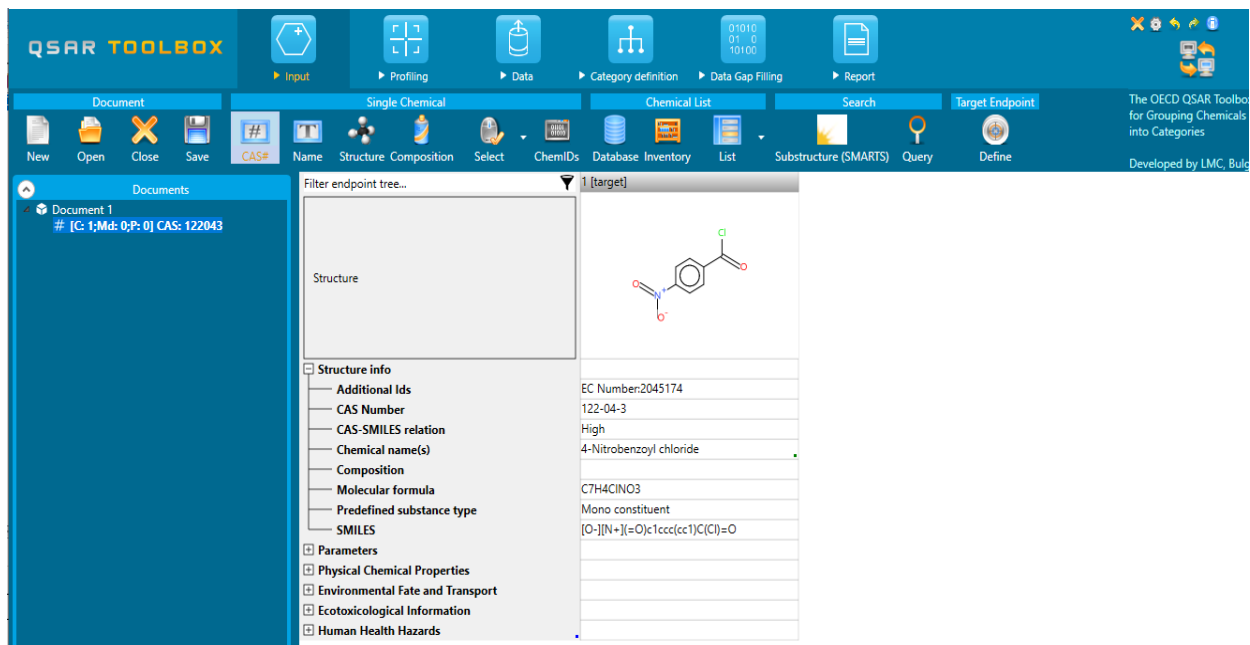 QSAR TOOLBOX
Input
Profiling
Data
Category definition
Data Gap Filling
Report
01010
01 0
10100
Document
Single Chemical
Chemical List
Search
Target Endpoint
The OECD QSAR Toolbox
for Grouping Chemicals
into Categories
Developed by LMC, Bulg
#
T
New
Open
Close
Save
CAS#
Name
Structure
Composition
Select
ChemIDs
Database
Inventory
List
Substructure (SMARTS)
Query
Define
Documents
Document 1
# [C: 1;Md: 0;P: 0] CAS: 122043
Filter endpoint tree...
1 [target]
Structure
Cl
O
O
N+
O-
Structure info
Additional Ids EC Number:2045174
CAS Number 122-04-3
CAS-SMILES relation High
Chemical name(s) 4-Nitrobenzoyl chloride
Composition
Molecular formula C7H4ClNO3
Predefined substance type Mono constituent
SMILES [O-][N+](=O)c1ccc(cc1)C(Cl)=O
Parameters
Physical Chemical Properties
Environmental Fate and Transport
Ecotoxicological Information
Human Health Hazards